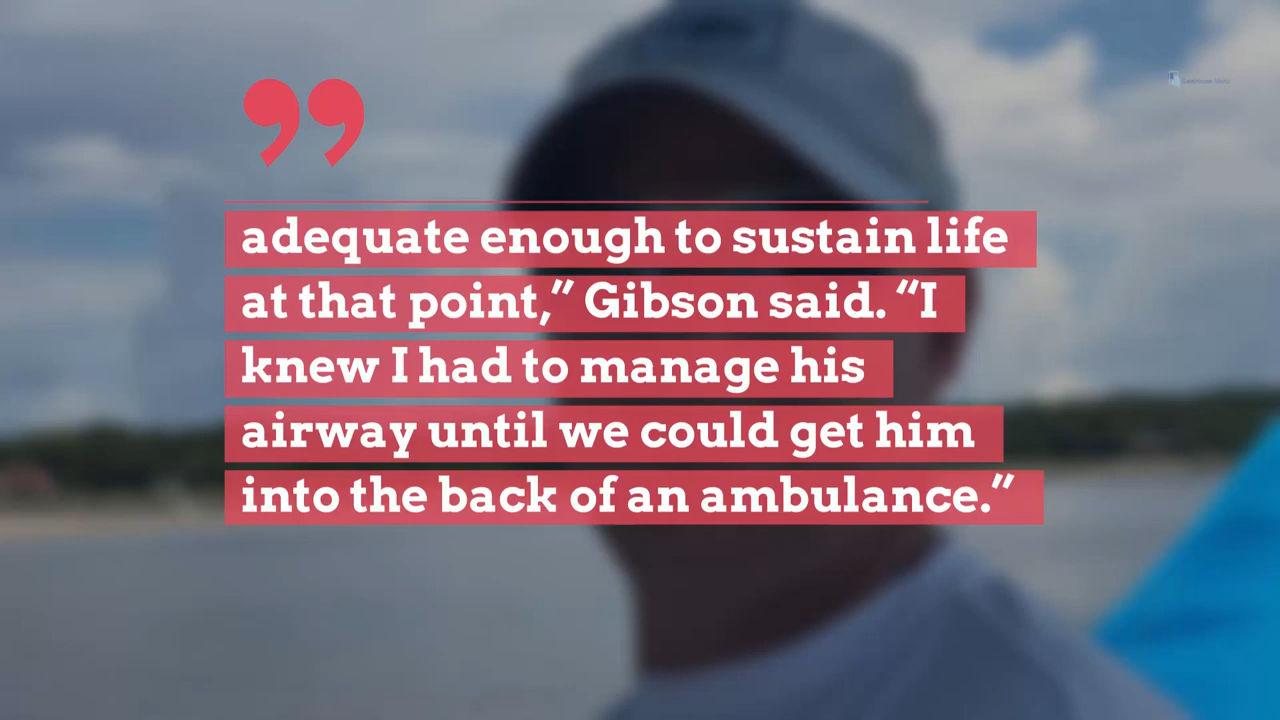 adequate enough to sustain life
at that point,” Gibson said. “I
knew I had to manage his
airway until we could get him
into the back of an ambulance.”